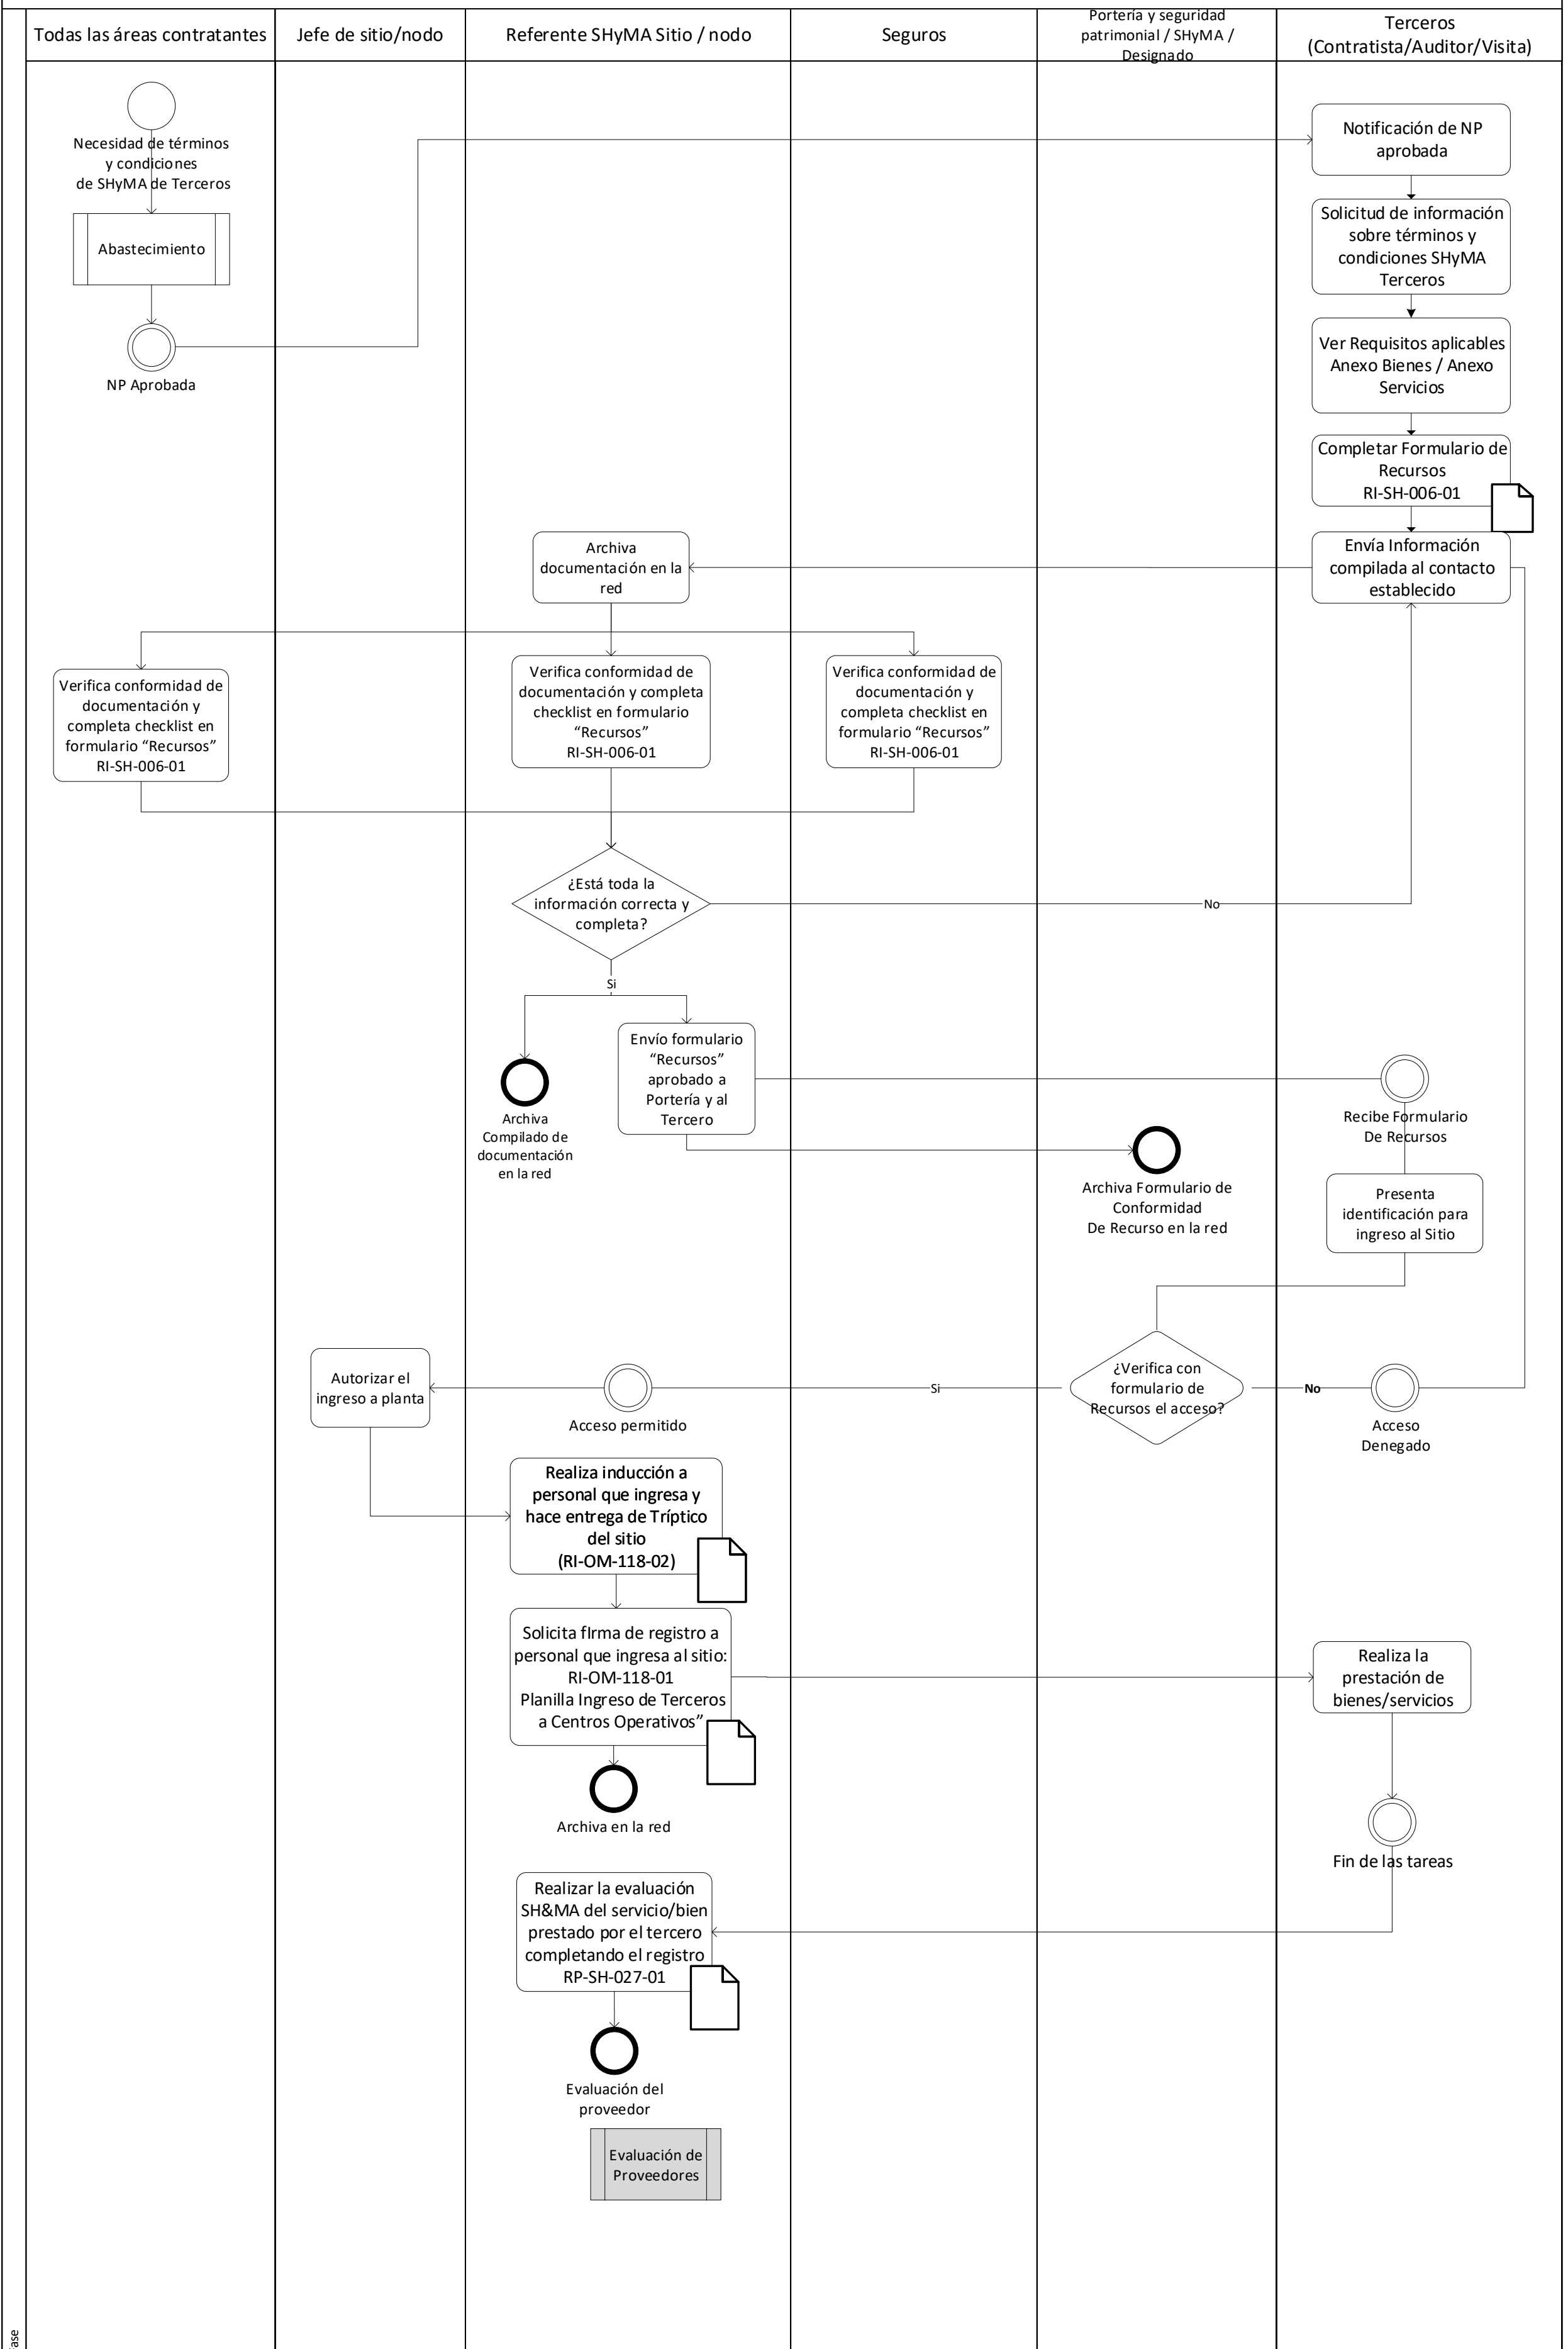 Todas las áreas contratantes
Jefe de sitio/nodo
Referente SHyMA Sitio / nodo
Seguros
Portería y seguridad
patrimonial / SHyMA /
Designado
Terceros
(Contratista/Auditor/Visita)
Necesidad de términos
y condiciones
de SHyMA de Terceros
Abastecimiento
NP Aprobada
Notificación de NP
aprobada
Solicitud de información
sobre términos y
condiciones SHyMA
Terceros
Ver Requisitos aplicables
Anexo Bienes / Anexo
Servicios
Completar Formulario de
Recursos
RI-SH-006-01
Envía Información
compilada al contacto
establecido
Archiva
documentación en la
red
Verifica conformidad de
documentación y
completa checklist en
formulario “Recursos”
RI-SH-006-01
Verifica conformidad de
documentación y completa
checklist en formulario
“Recursos”
RI-SH-006-01
Verifica conformidad de
documentación y
completa checklist en
formulario “Recursos”
RI-SH-006-01
¿Está toda la
información correcta y
completa?
No
Si
Envío formulario
“Recursos”
aprobado a
Portería y al
Tercero
Archiva
Compilado de
documentación
en la red
Recibe Formulario
De Recursos
Archiva Formulario de
Conformidad
De Recurso en la red
Presenta
identificación para
ingreso al Sitio
¿Verifica con
formulario de
Recursos el acceso?
Si
No
Autorizar el
ingreso a planta
Acceso permitido
Acceso
Denegado
Realiza inducción a
personal que ingresa y
hace entrega de Tríptico
del sitio
(RI-OM-118-02)
Solicita fIrma de registro a
personal que ingresa al sitio:
RI-OM-118-01
Planilla Ingreso de Terceros
a Centros Operativos”
Realiza la
prestación de
bienes/servicios
Archiva en la red
Fin de las tareas
Realizar la evaluación
SH&MA del servicio/bien
prestado por el tercero
completando el registro
RP-SH-027-01
Evaluación del
proveedor
Evaluación de
Proveedores